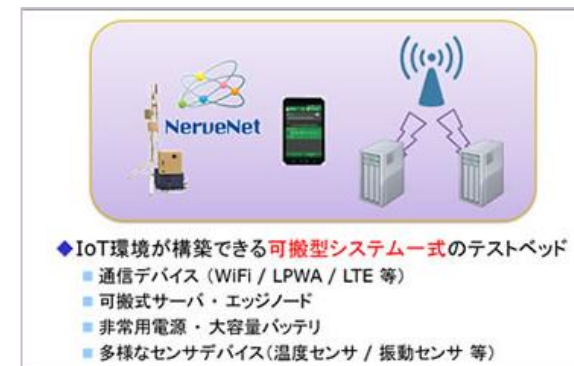 NerveNet
◆IoT環境が構築できる可搬型システム一式のテストベッド
■ 通信デバイス (WiFi / LPWA / LTE 等)
■ 可搬式サーバ・エッジノード
■ 非常用電源・大容量バッテリ
■ 多様なセンサデバイス(温度センサ / 振動センサ 等)